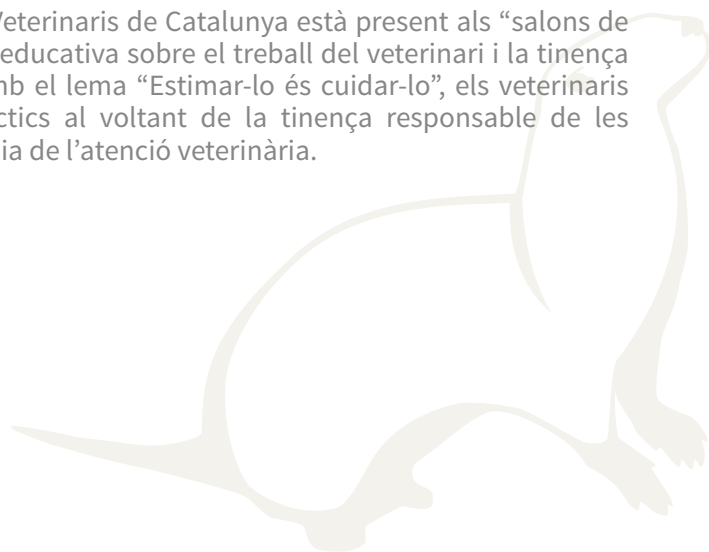 Veterinaris de Catalunya està present als “salons de
educativa sobre el treball del veterinari i la tinença
mb el lema “Estimar-lo és cuidar-lo”, els veterinaris
ctics al voltant de la tinença responsable de les
ia de l’atenció veterinària.